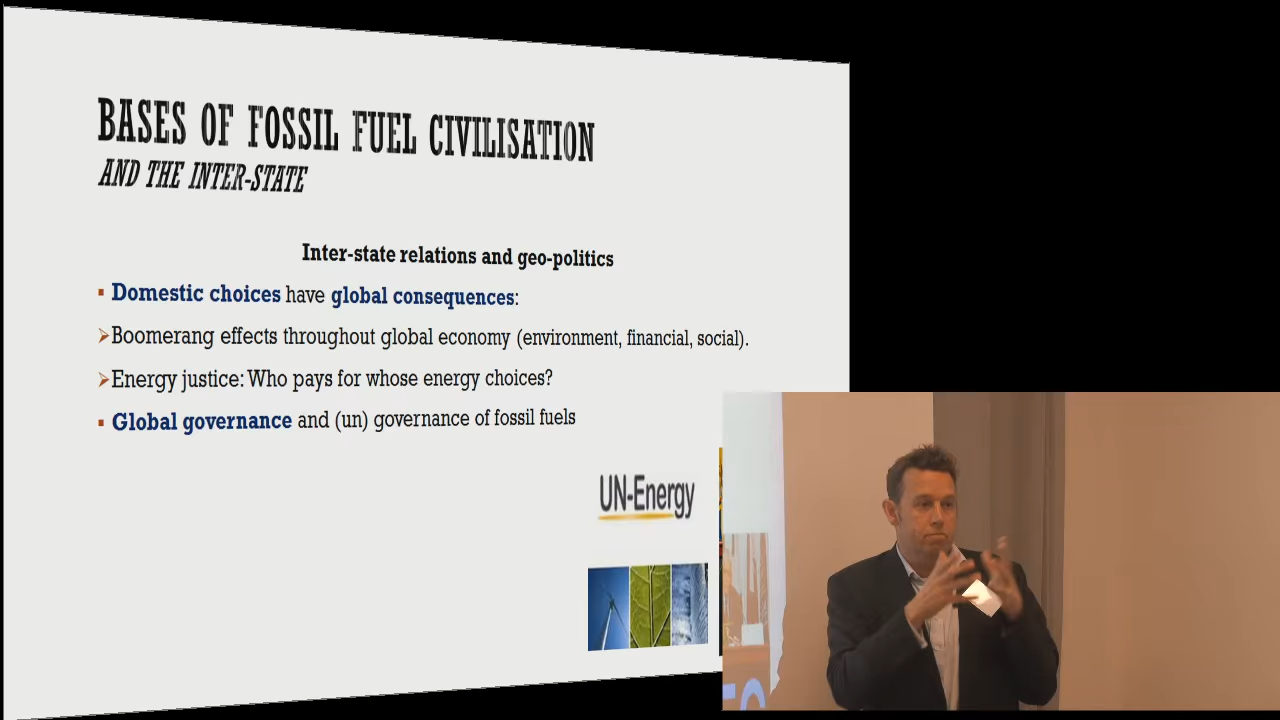 BASES OF FOSSIL FUEL CIVILISATION
AND THE INTER-STATE
Inter-state relations and geo-politics
▪ Domestic choices have global consequences:
➢Boomerang effects throughout global economy (environment, financial, social).
➢Energy justice: Who pays for whose energy choices?
▪ Global governance and (un) governance of fossil fuels
UN-Energy